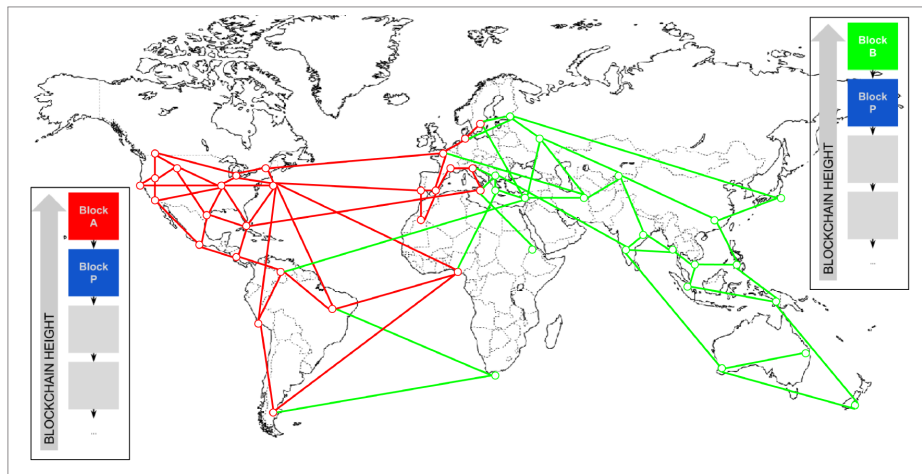 Block
A
Block
P
...
BLOCKCHAIN HEIGHT
Block
B
Block
P
...
BLOCKCHAIN HEIGHT